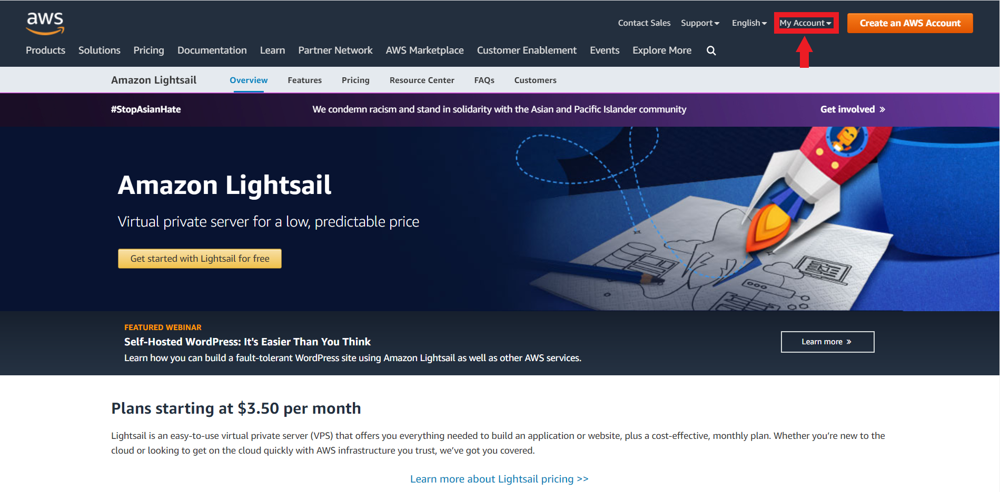 aws
Contact Sales Support English My Account Create an AWS Account
Products Solutions Pricing Documentation Learn Partner Network AWS Marketplace Customer Enablement Events Explore More
Amazon Lightsail Overview Features Pricing Resource Center FAQs Customers
#StopAsianHate We condemn racism and stand in solidarity with the Asian and Pacific Islander community Get involved »
Amazon Lightsail
Virtual private server for a low, predictable price
Get started with Lightsail for free
FEATURED WEBINAR
Self-Hosted WordPress: It's Easier Than You Think
Learn how you can build a fault-tolerant WordPress site using Amazon Lightsail as well as other AWS services.
Learn more »
Plans starting at $3.50 per month
Lightsail is an easy-to-use virtual private server (VPS) that offers you everything needed to build an application or website, plus a cost-effective, monthly plan. Whether you’re new to the
cloud or looking to get on the cloud quickly with AWS infrastructure you trust, we’ve got you covered.
Learn more about Lightsail pricing >>